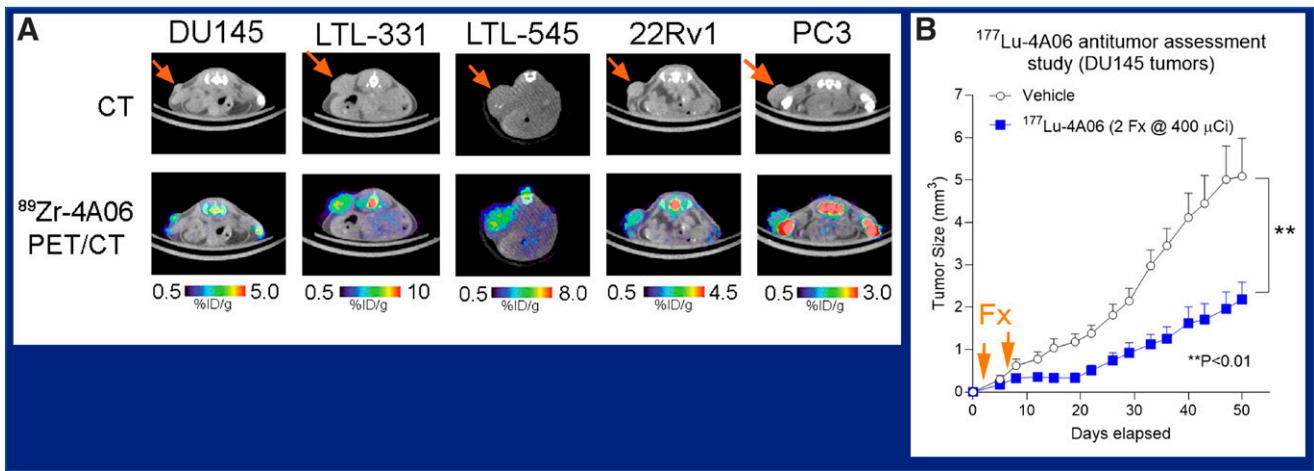 A
DU145
LTL-331
LTL-545
22Rv1
PC3
CT
⁸⁹Zr-4A06
PET/CT
0.5 5.0
%ID/g
0.5 10
%ID/g
0.5 8.0
%ID/g
0.5 4.5
%ID/g
0.5 3.0
%ID/g
B
¹⁷⁷Lu-4A06 antitumor assessment
study (DU145 tumors)
Vehicle
¹⁷⁷Lu-4A06 (2 Fx @ 400 µCi)
Tumor Size (mm³)
7
6
5
4
3
2
1
0
Fx
**
**P<0.01
0 10 20 30 40 50
Days elapsed